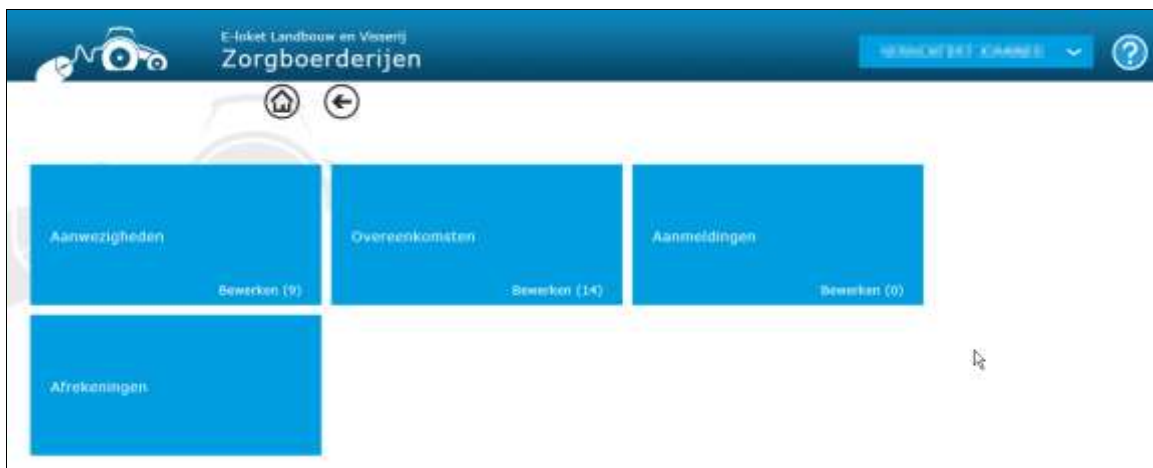 E-loket Landbouw en Visserij
Zorgboerderijen
?
Aanwezigheden
Bewerken (9)
Overeenkomsten
Bewerken (14)
Aanmeldingen
Bewerken (0)
Afrekeningen